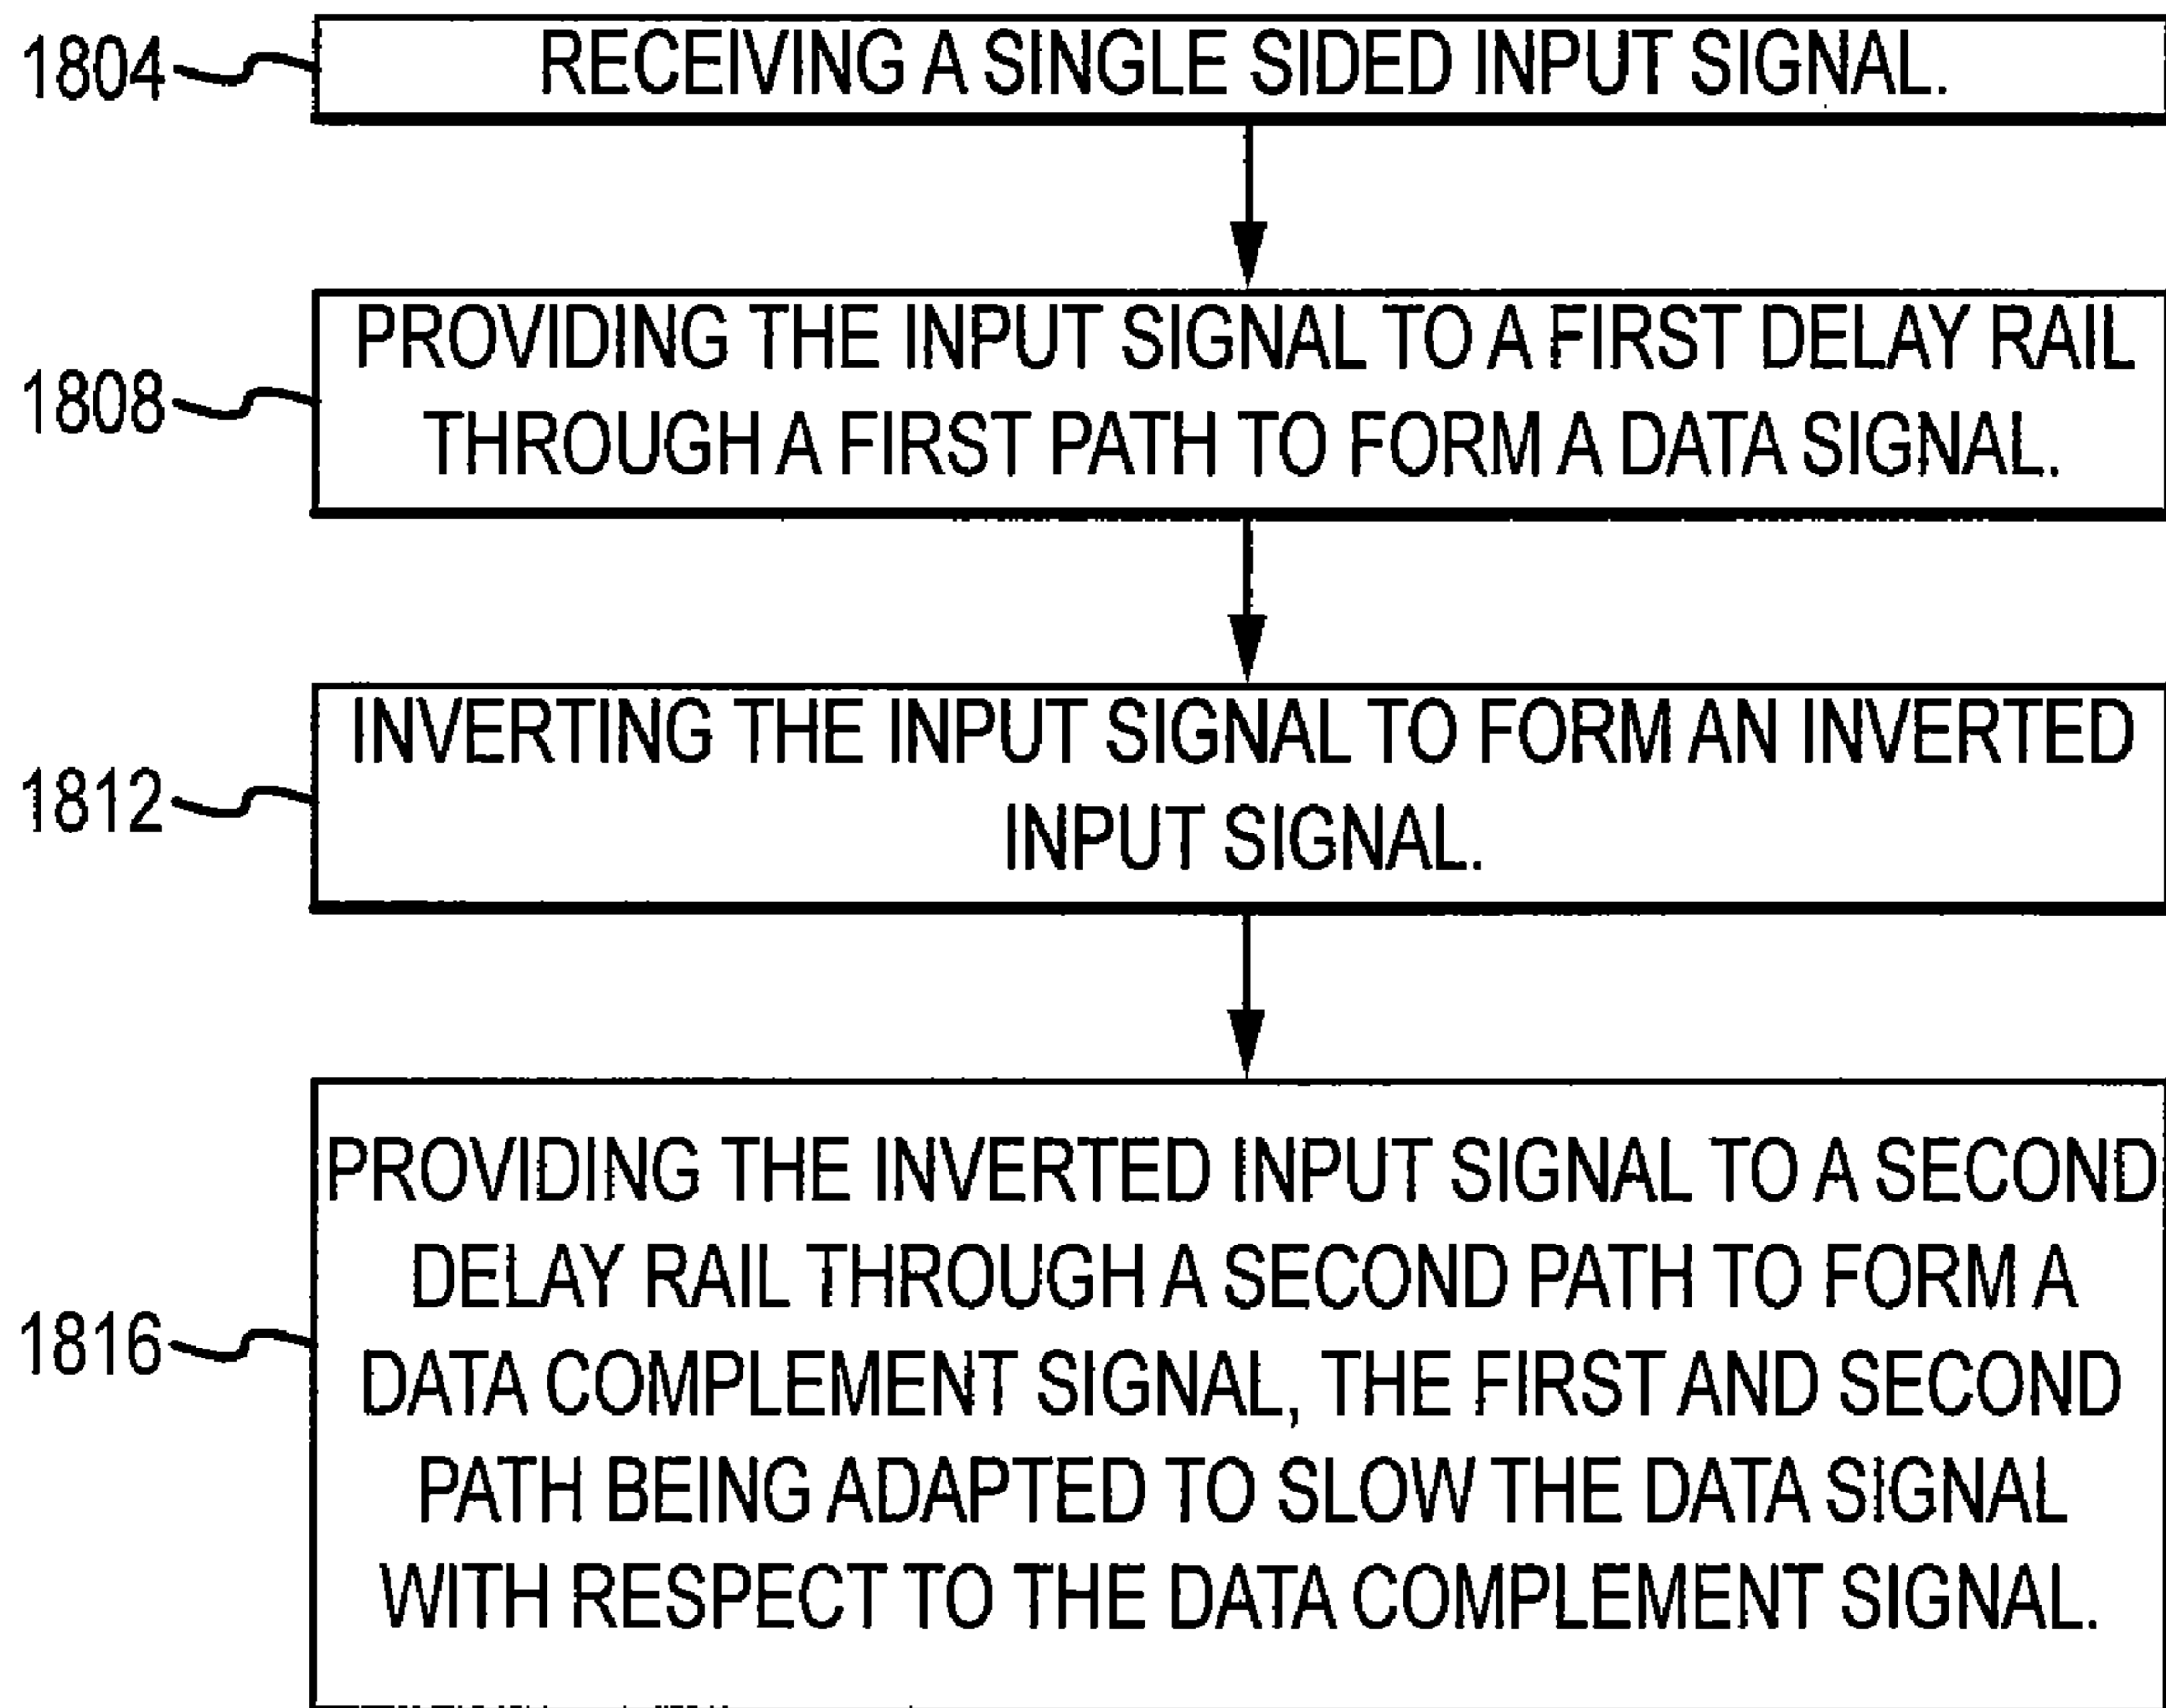 1804
RECEIVING A SINGLE SIDED INPUT SIGNAL.
1808
PROVIDING THE INPUT SIGNAL TO A FIRST DELAY RAIL
THROUGH A FIRST PATH TO FORM A DATA SIGNAL.
1812
INVERTING THE INPUT SIGNAL TO FORM AN INVERTED
INPUT SIGNAL.
1816
PROVIDING THE INVERTED INPUT SIGNAL TO A SECOND
DELAY RAIL THROUGH A SECOND PATH TO FORM A
DATA COMPLEMENT SIGNAL, THE FIRST AND SECOND
PATH BEING ADAPTED TO SLOW THE DATA SIGNAL
WITH RESPECT TO THE DATA COMPLEMENT SIGNAL.